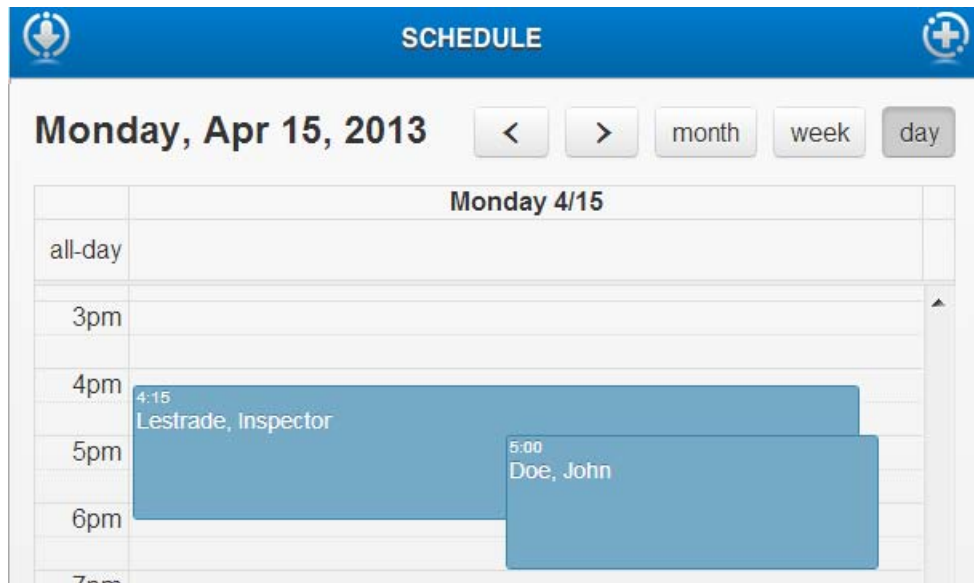 SCHEDULE
Monday, Apr 15, 2013 < > month week day
Monday 4/15
all-day
3pm
4pm
4:15
Lestrade, Inspector
5pm
5:00
Doe, John
6pm
7pm